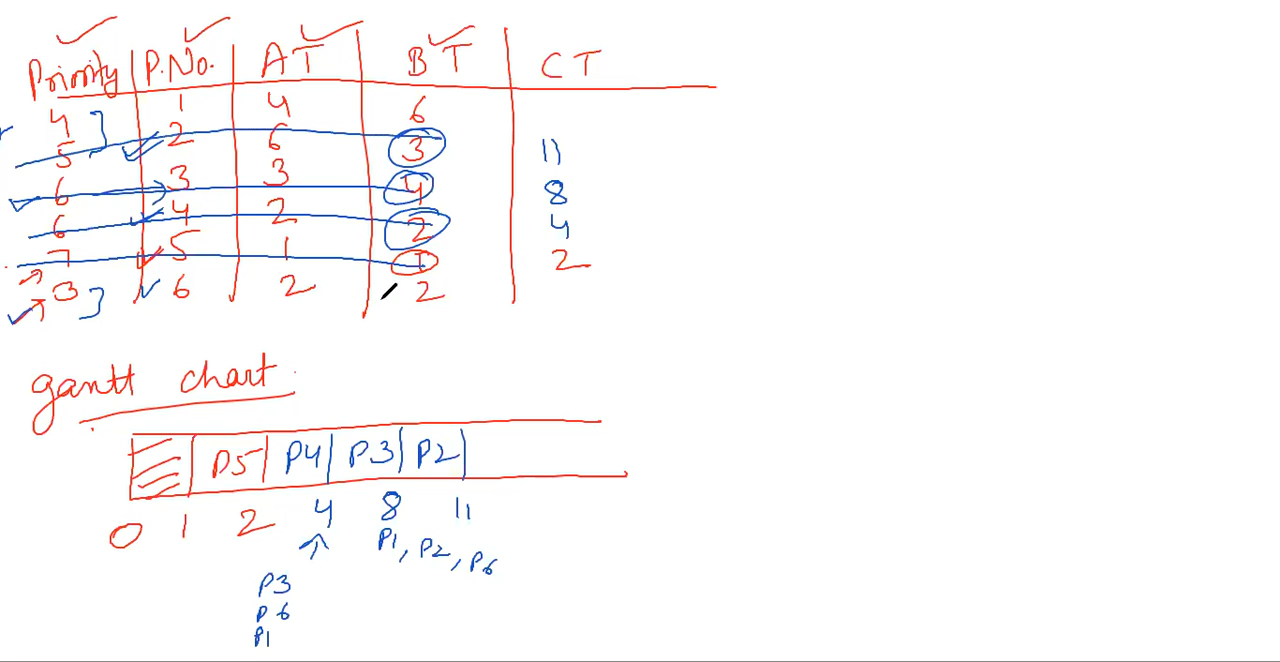 Priority P.No. AT BT CT
4 1 4 6
5 2 6 3 11
6 3 3 4 8
6 4 2 2 4
7 5 1 1 2
3 6 2 2
gantt chart.
P5 P4 P3 P2
0 1 2 4 8 11
P1, P2, P6
P3
P6
P1